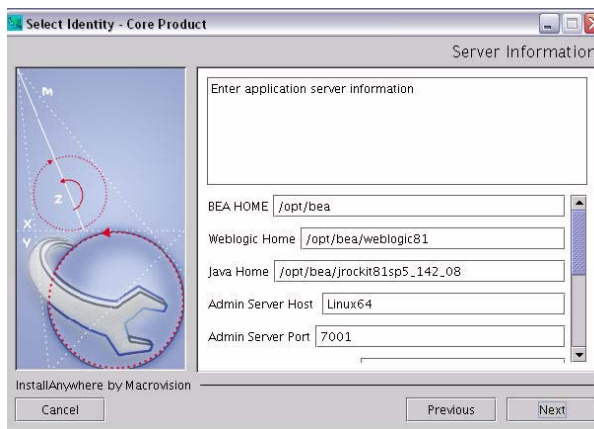 Select Identity - Core Product
Server Information
M
Z
X
Y
Enter application server information
BEA HOME /opt/bea
Weblogic Home /opt/bea/weblogic81
Java Home /opt/bea/jrockit81sp5_142_08
Admin Server Host Linux64
Admin Server Port 7001
InstallAnywhere by Macrovision
Cancel Previous Next